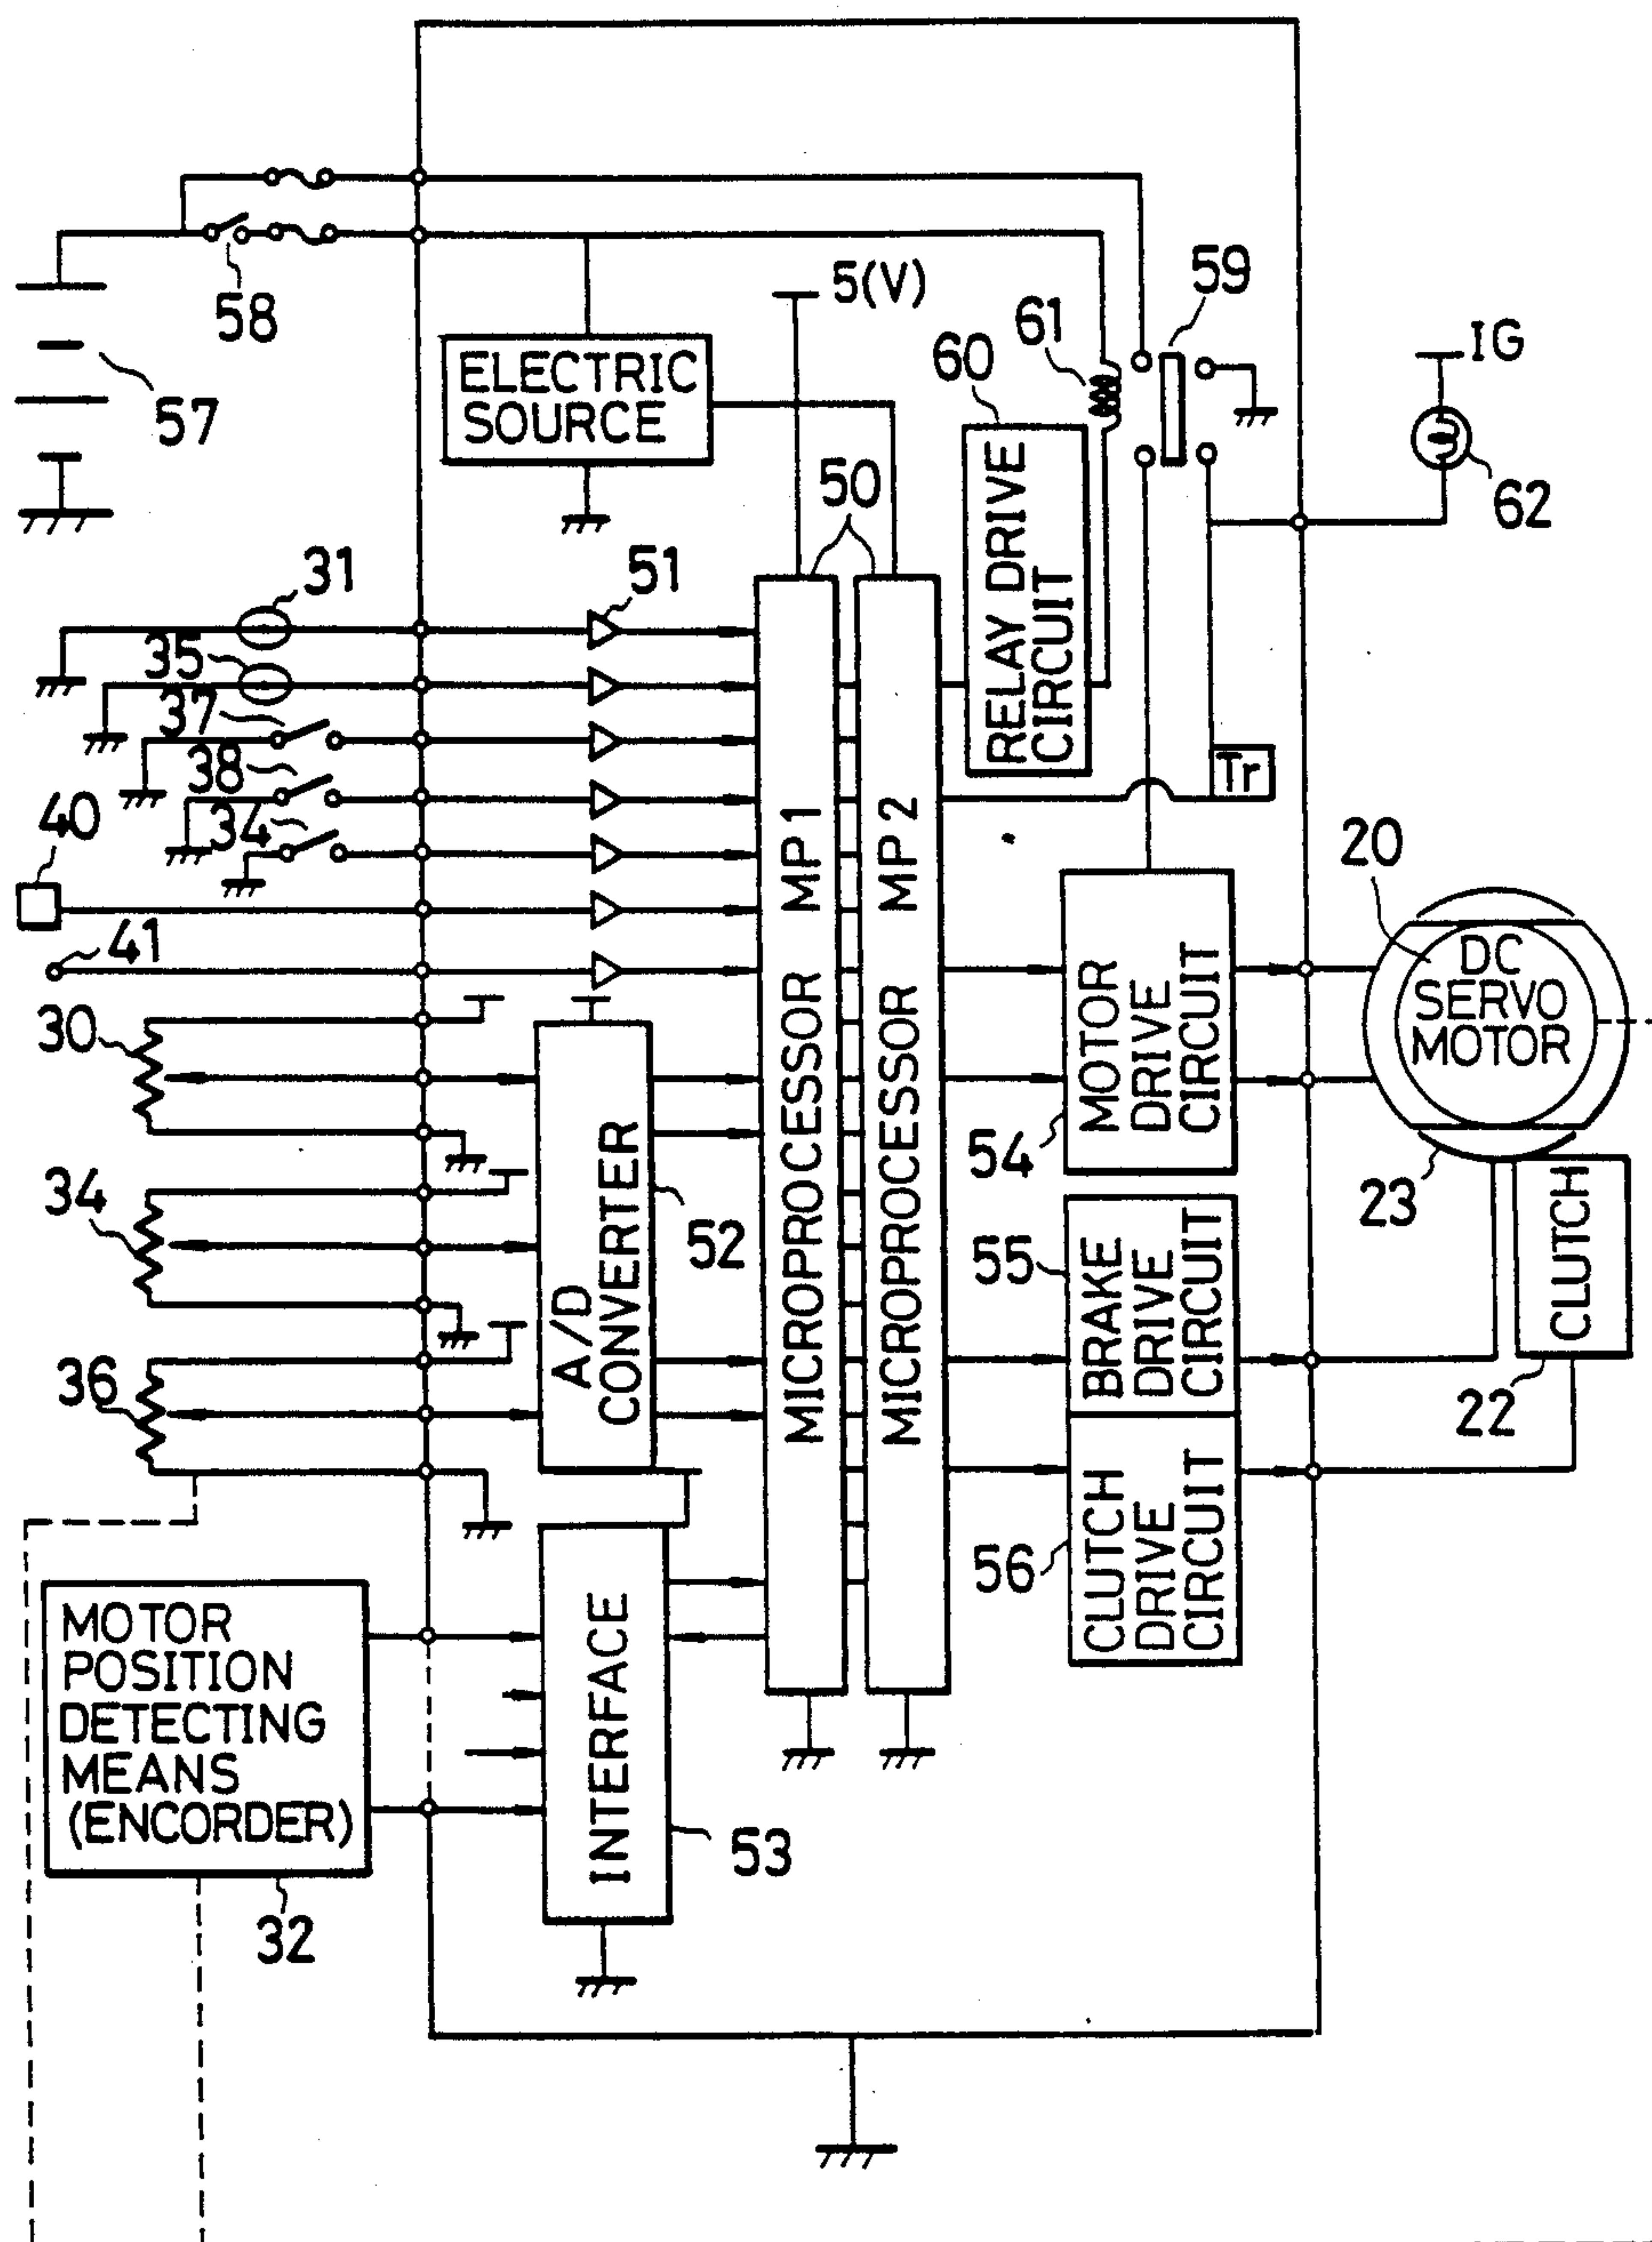 58
57
5(V)
59
61
60
IG
62
ELECTRIC
SOURCE
50
RELAY DRIVE
CIRCUIT
31
51
35
37
38
34
40
41
Tr
MICROPROCESSOR MP1
MICROPROCESSOR MP2
20
DC
SERVO
MOTOR
MOTOR
DRIVE
CIRCUIT
54
23
CLUTCH
22
30
34
36
A/D
CONVERTER
52
55
BRAKE
DRIVE
CIRCUIT
56
CLUTCH
DRIVE
CIRCUIT
MOTOR
POSITION
DETECTING
MEANS
(ENCORDER)
32
INTERFACE
53